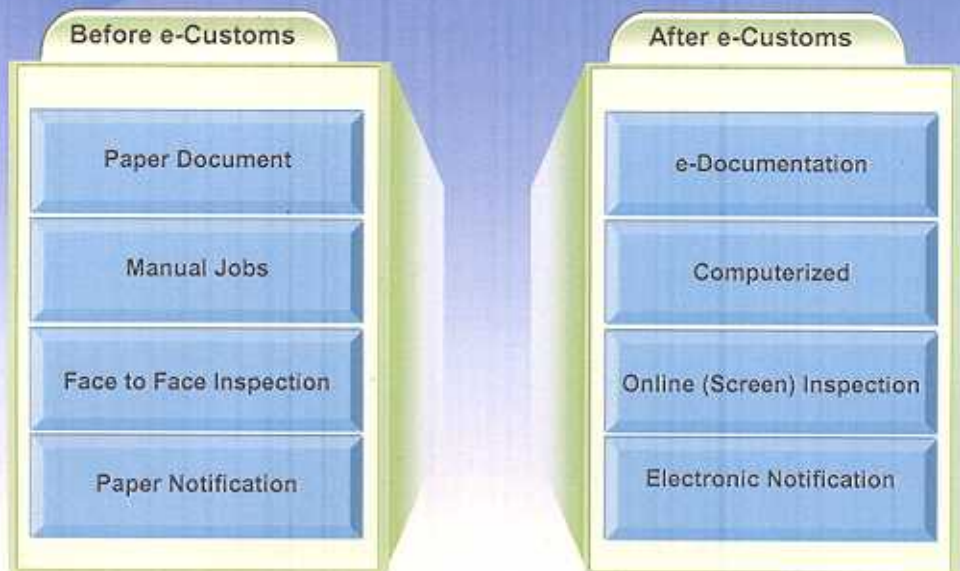 Before e-Customs
Paper Document
Manual Jobs
Face to Face Inspection
Paper Notification
After e-Customs
e-Documentation
Computerized
Online (Screen) Inspection
Electronic Notification